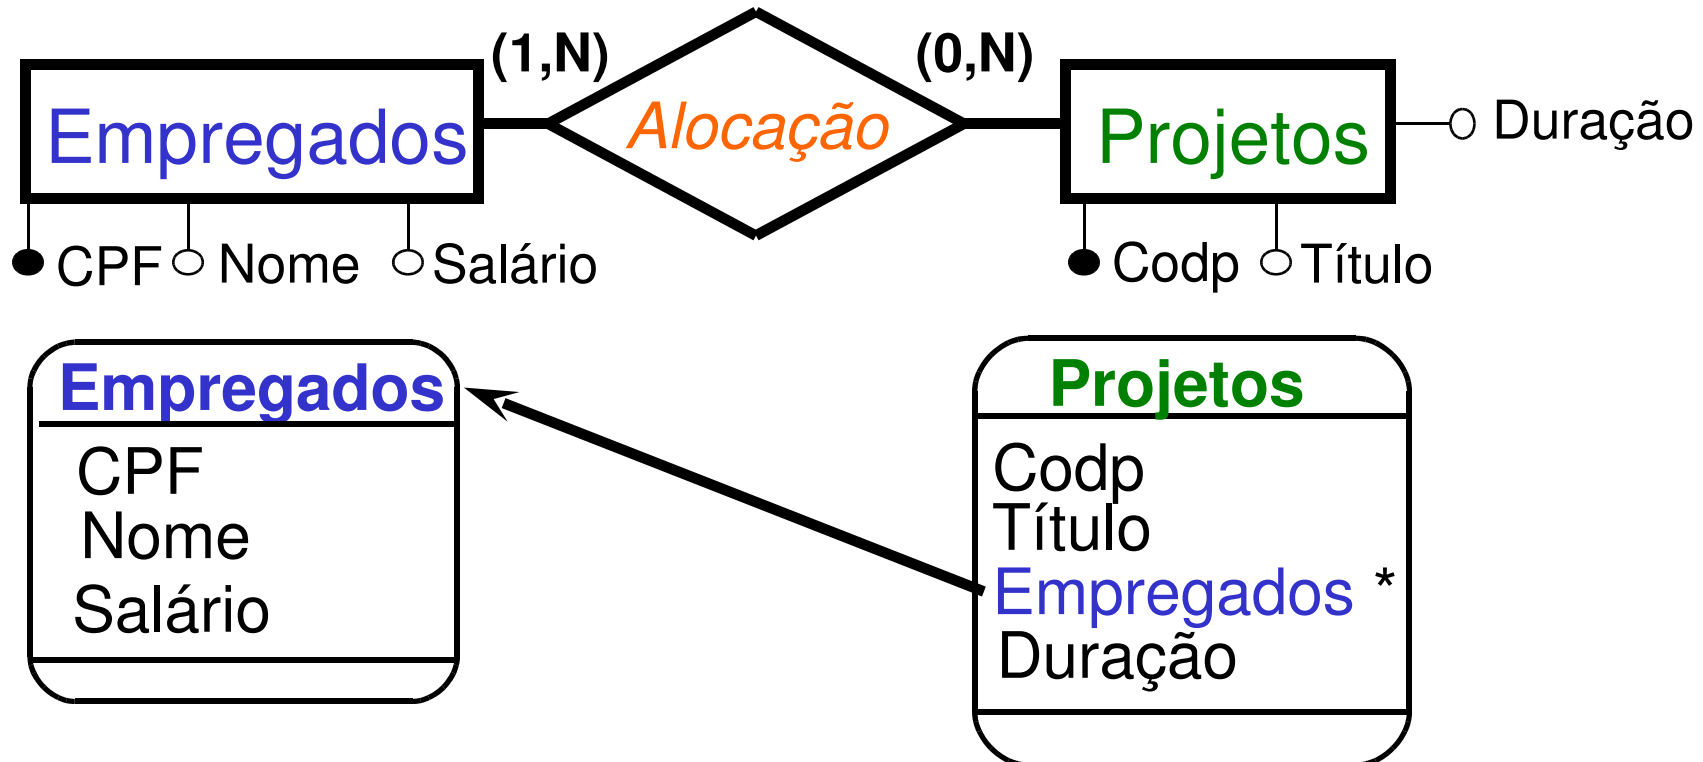 (1,N) (0,N)
Empregados Alocação Projetos Duração
CPF Nome Salário Codp Título
Empregados
CPF
Nome
Salário
Projetos
Codp
Título
Empregados *
Duração